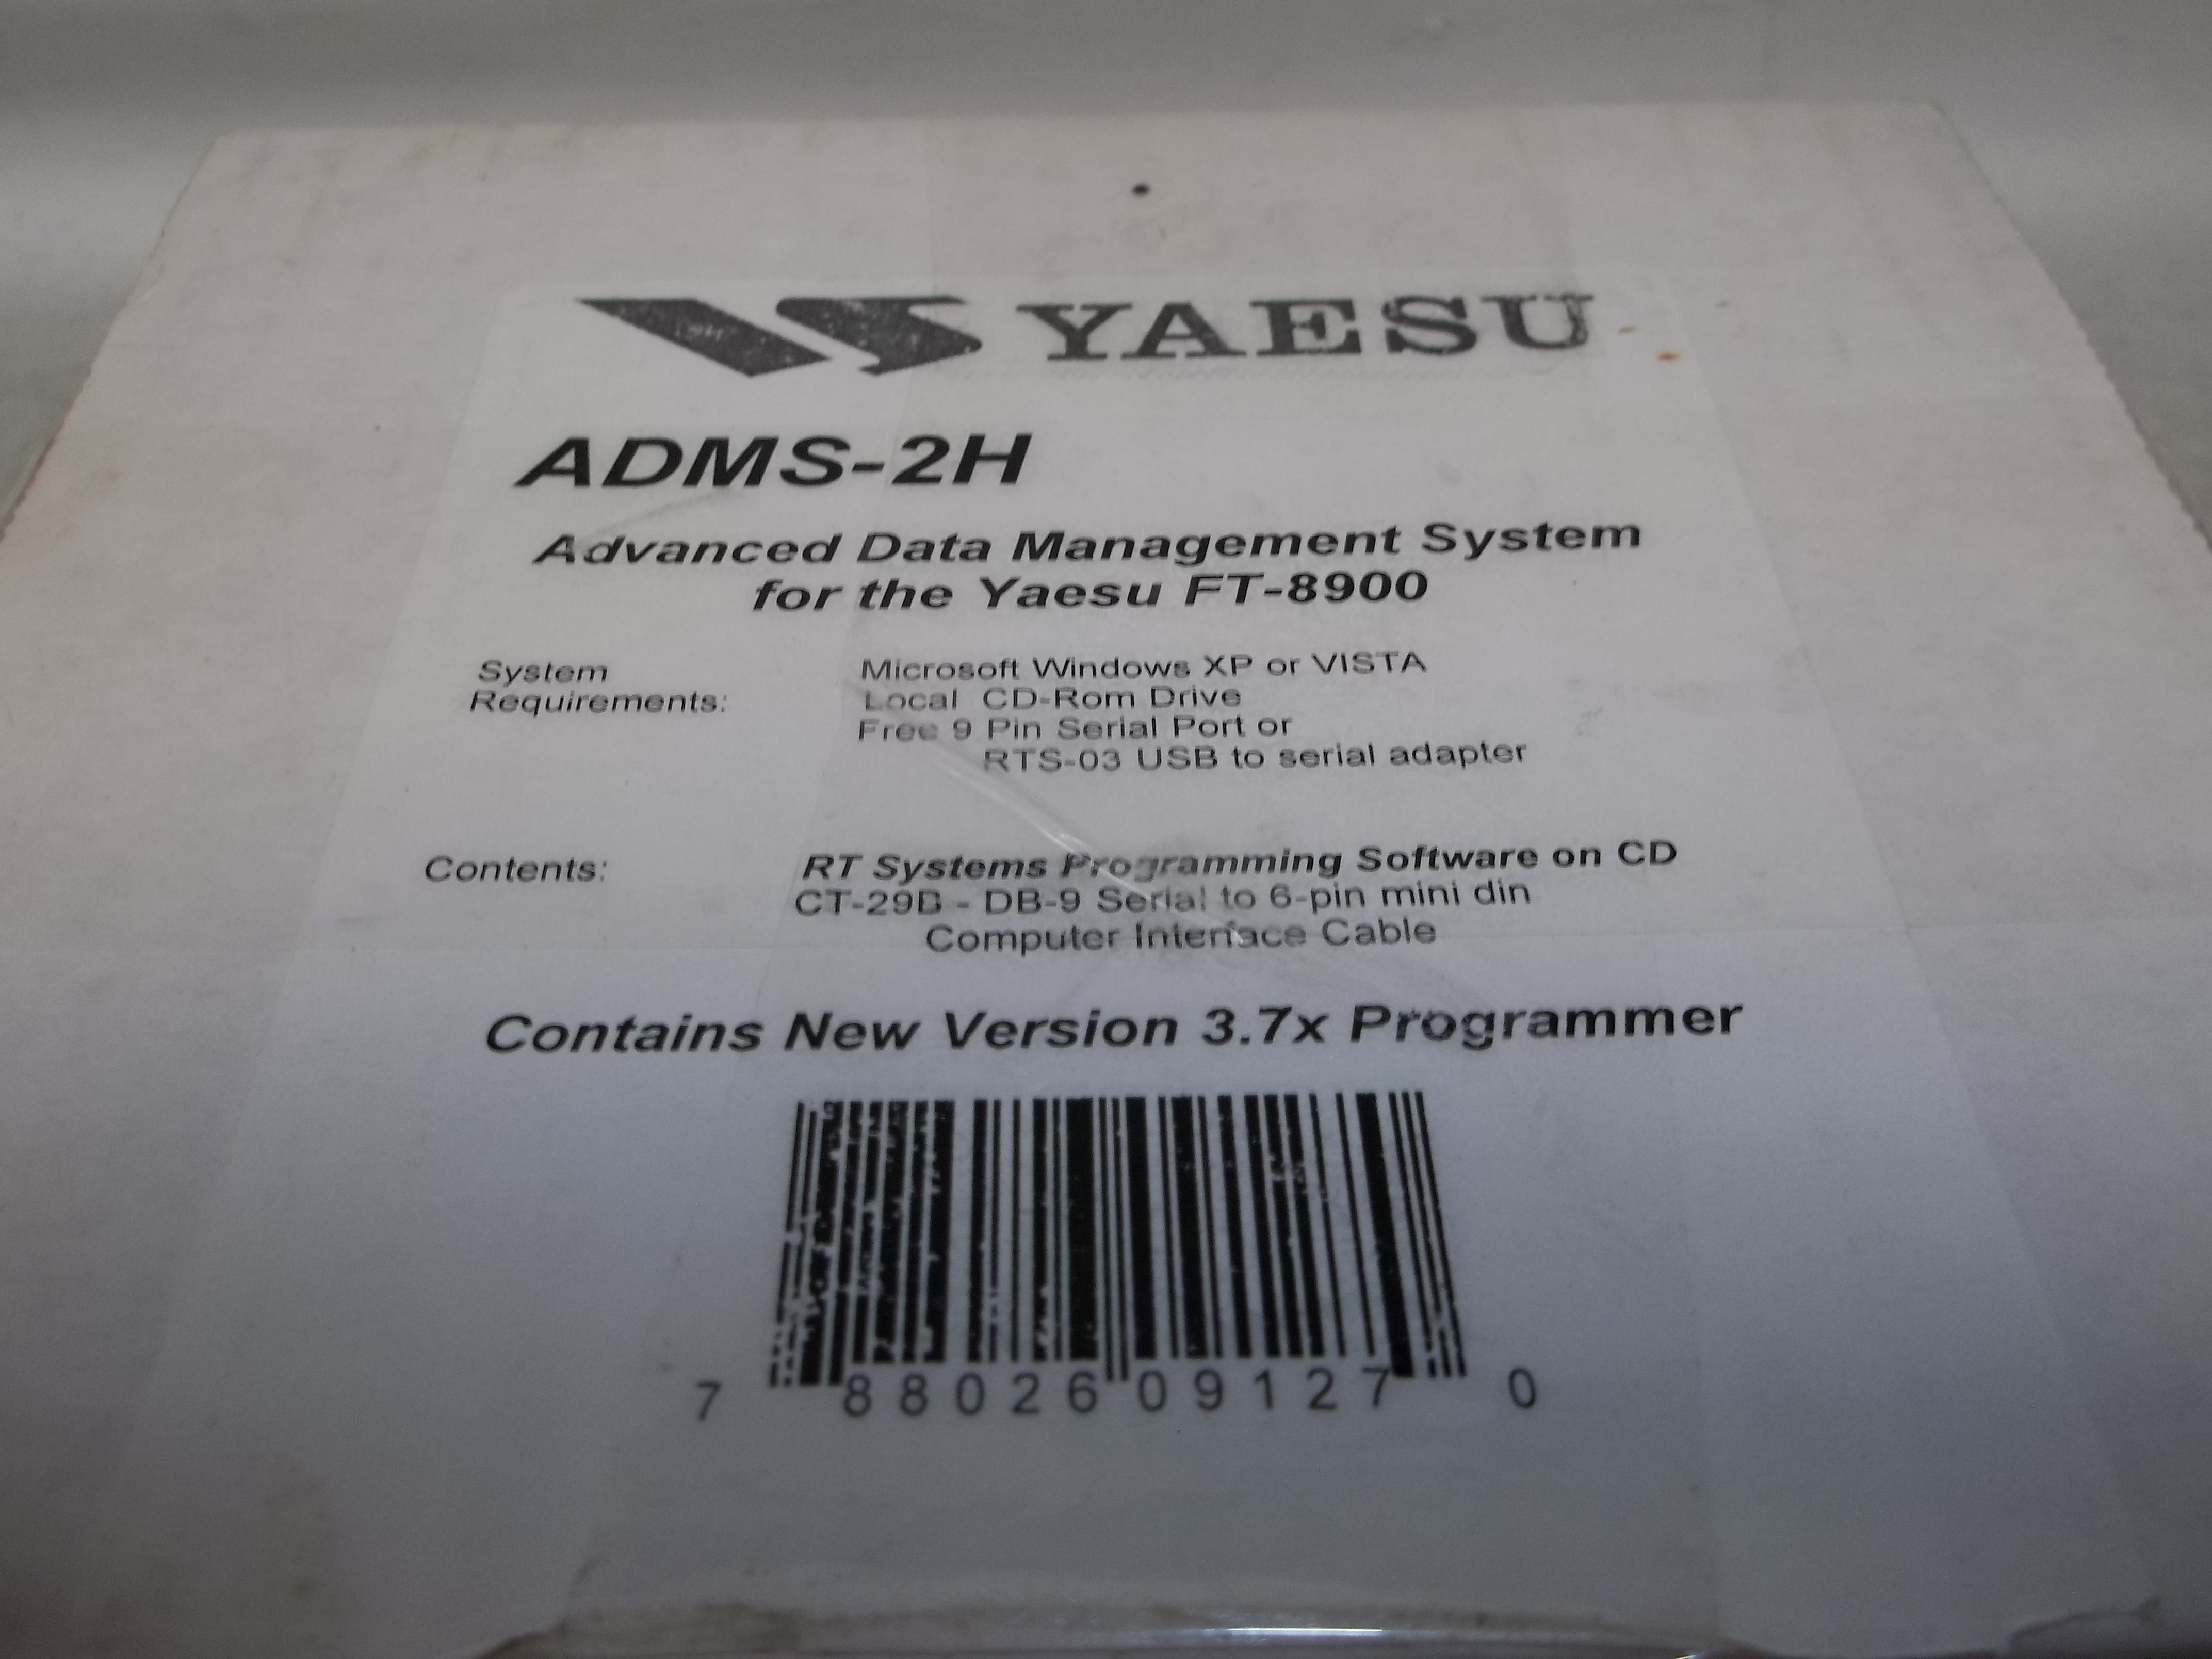 YAESU
ADMS-2H
Advanced Data Management System
for the Yaesu FT-8900
System Requirements:
Microsoft Windows XP or VISTA
Local CD-Rom Drive
Free 9 Pin Serial Port or
RTS-03 USB to serial adapter
Contents:
RT Systems Programming Software on CD
CT-29B - DB-9 Serial to 6-pin mini din
Computer Interface Cable
Contains New Version 3.7x Programmer
7 88026 09127 0